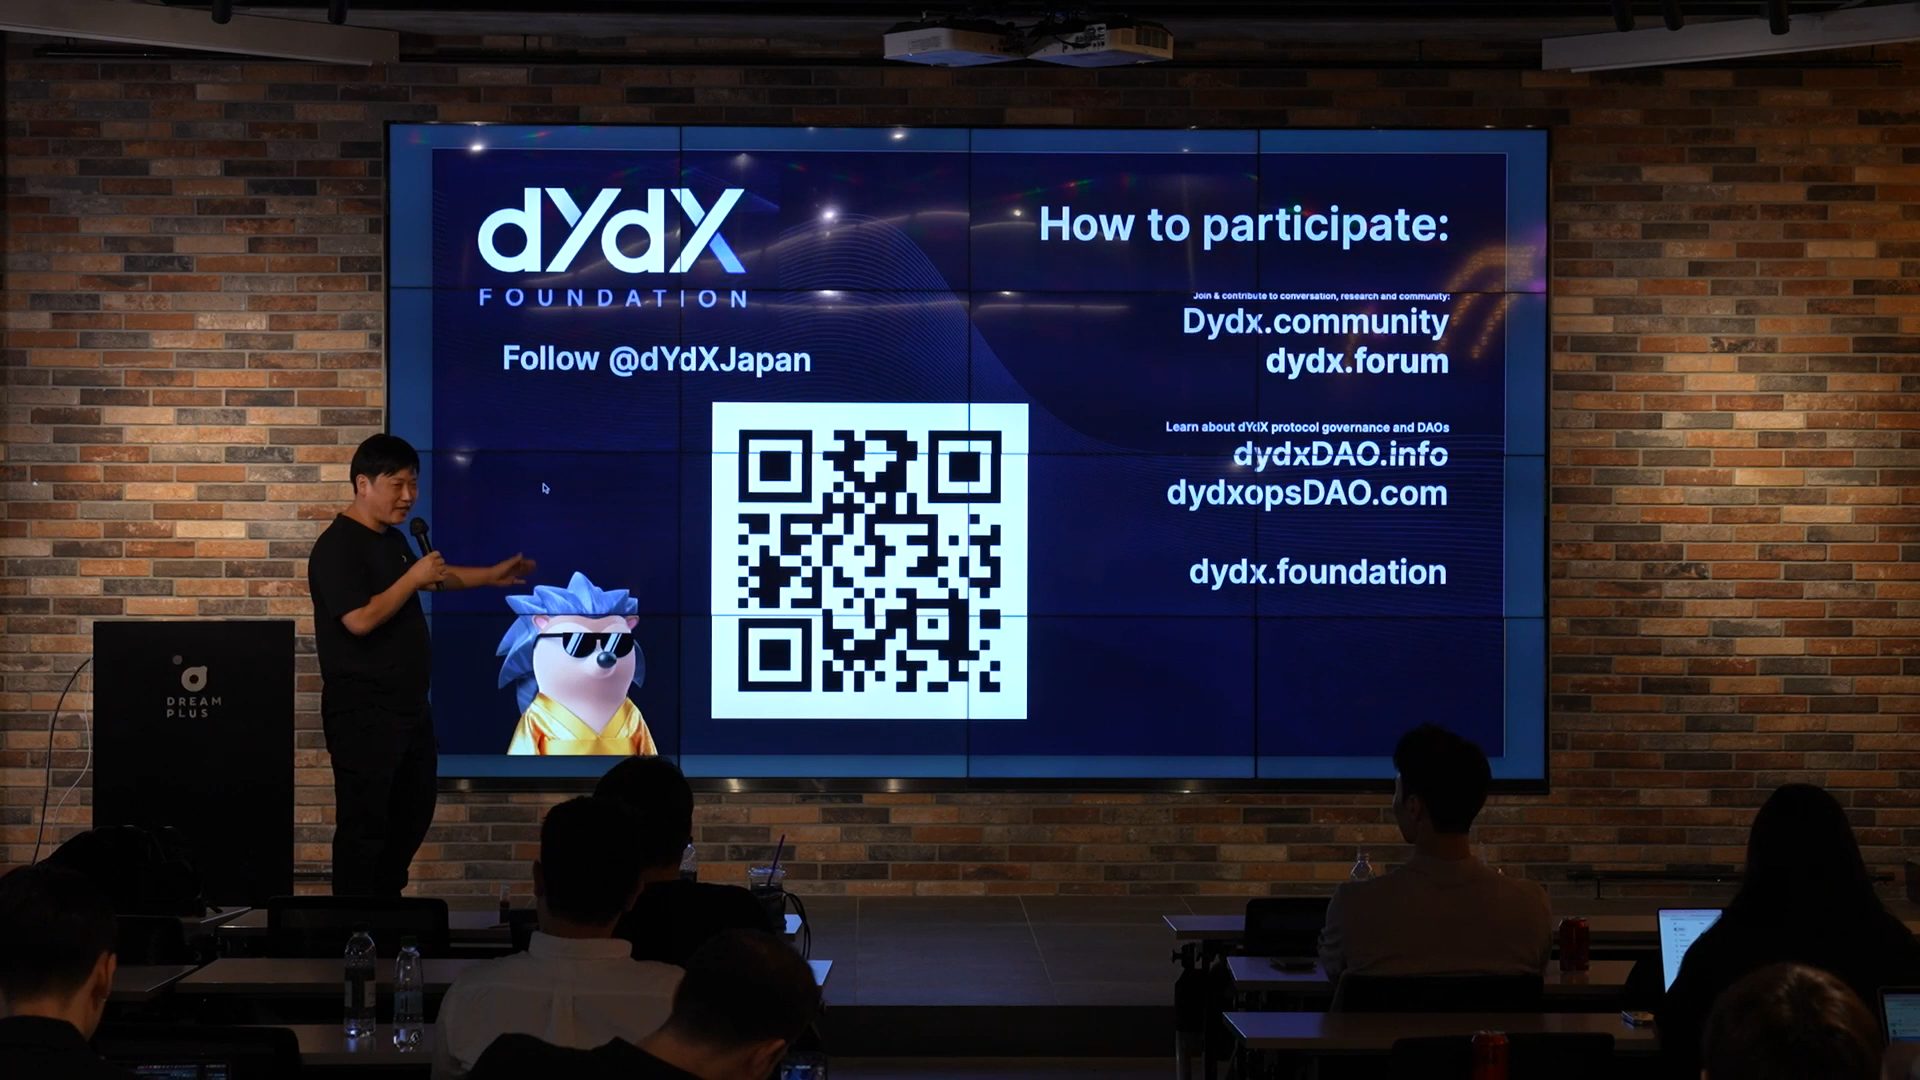 dYdX
FOUNDATION
Follow @dYdXJapan
How to participate:
Join & contribute to conversation, research and community:
Dydx.community
dydx.forum
Learn about dYdX protocol governance and DAOs
dydxDAO.info
dydxopsDAO.com
dydx.foundation
DREAM
PLUS